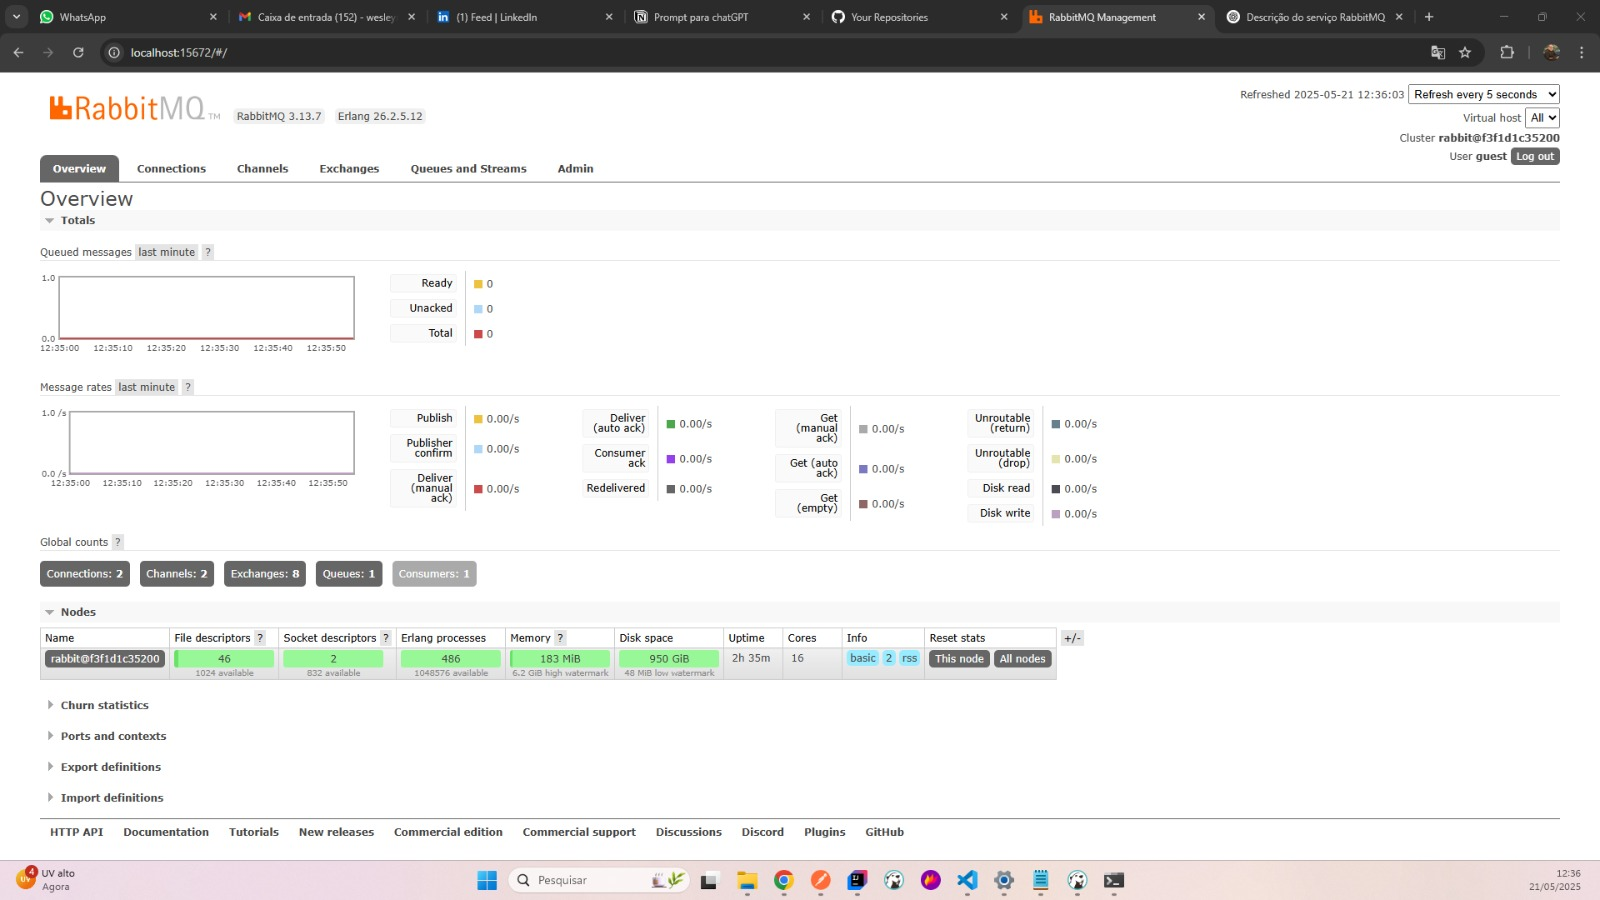 WhatsApp
Caixa de entrada (152) - wesley
(1) Feed | LinkedIn
Prompt para chatGPT
Your Repositories
RabbitMQ Management
Descrição do serviço RabbitMQ
localhost:15672/#/
RabbitMQ TM
RabbitMQ 3.13.7
Erlang 26.2.5.12
Refreshed 2025-05-21 12:36:03 Refresh every 5 seconds
Virtual host All
Cluster rabbit@f3f1d1c35200
User guest Log out
Overview
Connections
Channels
Exchanges
Queues and Streams
Admin
Overview
Totals
Queued messages last minute ?
1.0
0.0
12:35:00 12:35:10 12:35:20 12:35:30 12:35:40 12:35:50
Ready 0
Unacked 0
Total 0
Message rates last minute ?
1.0 /s
0.0 /s
12:35:00 12:35:10 12:35:20 12:35:30 12:35:40 12:35:50
Publish 0.00/s
Publisher
confirm 0.00/s
Deliver
(manual
ack) 0.00/s
Deliver
(auto ack) 0.00/s
Consumer
ack 0.00/s
Redelivered 0.00/s
Get
(manual
ack) 0.00/s
Get (auto
ack) 0.00/s
Get
(empty) 0.00/s
Unroutable
(return) 0.00/s
Unroutable
(drop) 0.00/s
Disk read 0.00/s
Disk write 0.00/s
Global counts ?
Connections: 2
Channels: 2
Exchanges: 8
Queues: 1
Consumers: 1
Nodes
Name File descriptors ? Socket descriptors ? Erlang processes Memory ? Disk space Uptime Cores Info Reset stats +/-
rabbit@f3f1d1c35200 46 2 486 183 MiB 950 GiB 2h 35m 16 basic 2 rss This node All nodes
1024 available 832 available 1048576 available 6.2 GiB high watermark 48 MiB low watermark
Churn statistics
Ports and contexts
Export definitions
Import definitions
HTTP API Documentation Tutorials New releases Commercial edition Commercial support Discussions Discord Plugins GitHub
4
UV alto
Agora
Pesquisar
12:36
21/05/2025